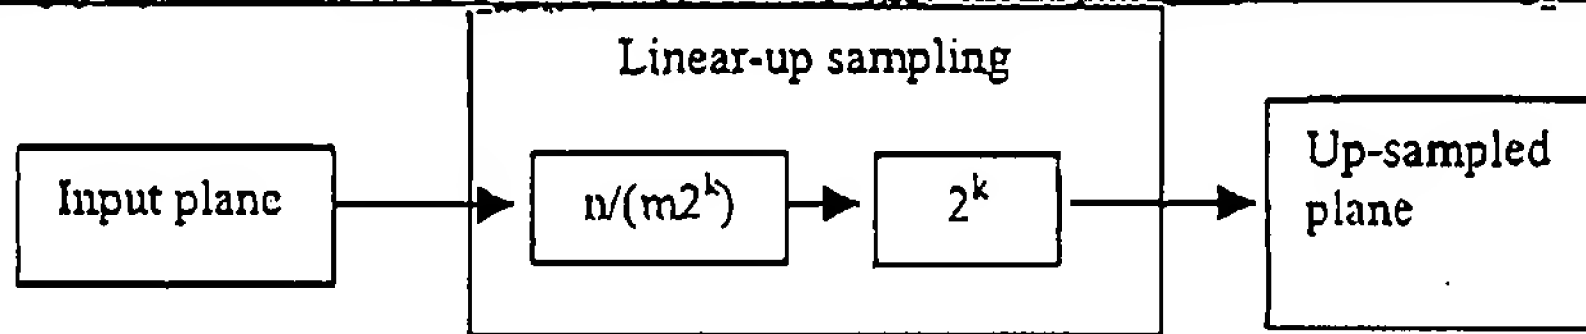 Linear-up sampling
Input plane
n/(m2^k)
2^k
Up-sampled
plane